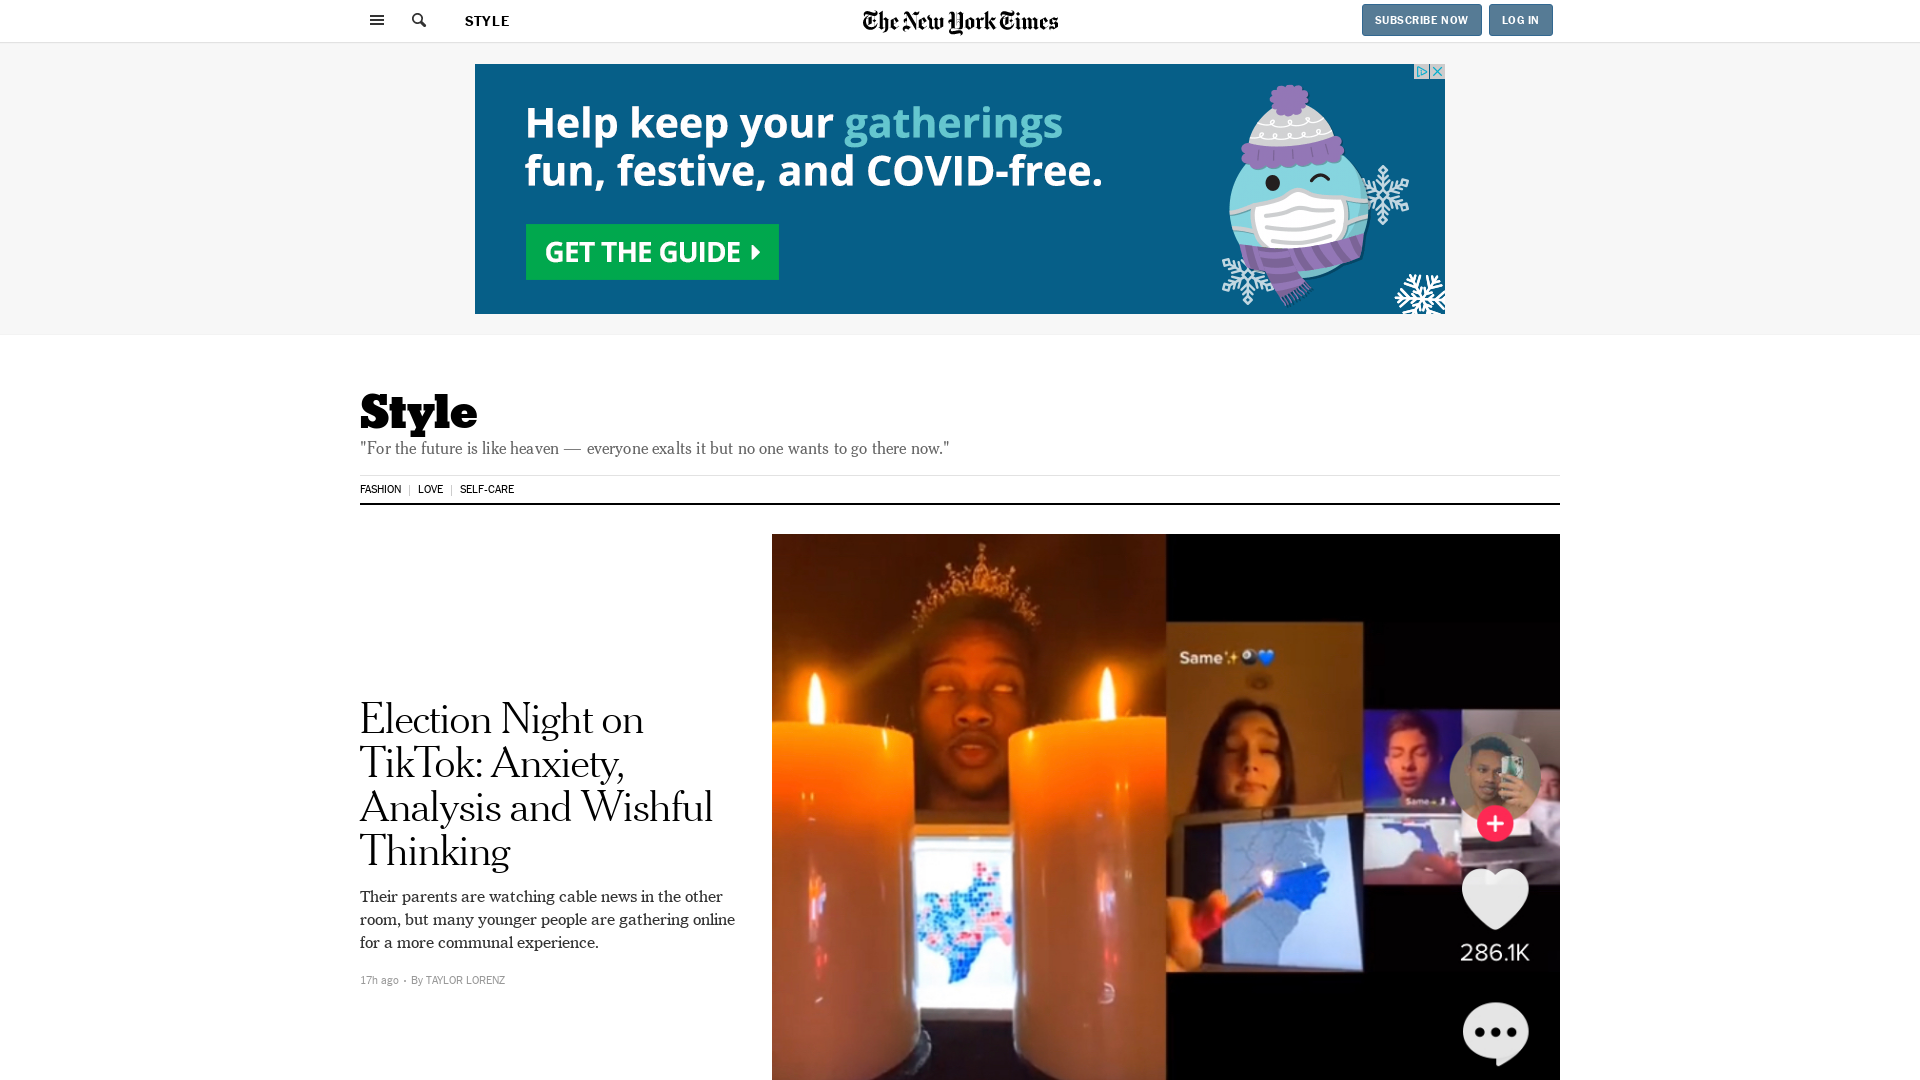 STYLE
The New York Times
SUBSCRIBE NOW
LOG IN
Help keep your gatherings
fun, festive, and COVID-free.
GET THE GUIDE
Style
"For the future is like heaven — everyone exalts it but no one wants to go there now."
FASHION | LOVE | SELF-CARE
Election Night on
TikTok: Anxiety,
Analysis and Wishful
Thinking
Their parents are watching cable news in the other
room, but many younger people are gathering online
for a more communal experience.
17h ago • By TAYLOR LORENZ
Same✨🎱💙
Same
286.1K